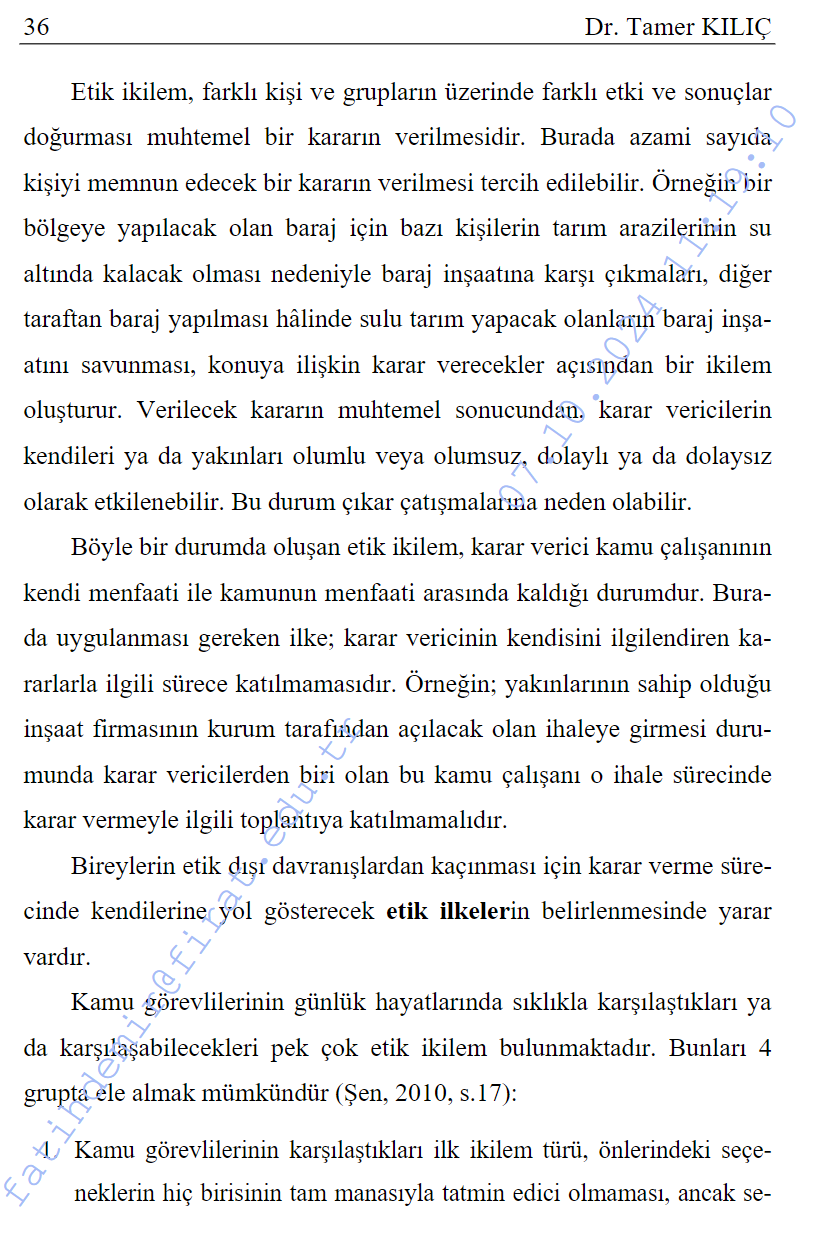 36
Dr. Tamer KILIÇ
Etik ikilem, farklı kişi ve grupların üzerinde farklı etki ve sonuçlar
doğurması muhtemel bir kararın verilmesidir. Burada azami sayıda
kişiyi memnun edecek bir kararın verilmesi tercih edilebilir. Örneğin bir
bölgeye yapılacak olan baraj için bazı kişilerin tarım arazilerinin su
altında kalacak olması nedeniyle baraj inşaatına karşı çıkmaları, diğer
taraftan baraj yapılması hâlinde sulu tarım yapacak olanların baraj inşa-
atını savunması, konuya ilişkin karar verecekler açısından bir ikilem
oluşturur. Verilecek kararın muhtemel sonucundan. karar vericilerin
kendileri ya da yakınları olumlu veya olumsuz, dolaylı ya da dolaysız
olarak etkilenebilir. Bu durum çıkar çatışmalarına neden olabilir.
Böyle bir durumda oluşan etik ikilem, karar verici kamu çalışanının
kendi menfaati ile kamunun menfaati arasında kaldığı durumdur. Bura-
da uygulanması gereken ilke; karar vericinin kendisini ilgilendiren ka-
rarlarla ilgili sürece katılmamasıdır. Örneğin; yakınlarının sahip olduğu
inşaat firmasının kurum tarafından açılacak olan ihaleye girmesi duru-
munda karar vericilerden biri olan bu kamu çalışanı o ihale sürecinde
karar vermeyle ilgili toplantıya katılmamalıdır.
Bireylerin etik dışı davranışlardan kaçınması için karar verme süre-
cinde kendilerine yol gösterecek etik ilkelerin belirlenmesinde yarar
vardır.
Kamu görevlilerinin günlük hayatlarında sıklıkla karşılaştıkları ya
da karşılaşabilecekleri pek çok etik ikilem bulunmaktadır. Bunları 4
grupta ele almak mümkündür (Şen, 2010, s.17):
1 Kamu görevlilerinin karşılaştıkları ilk ikilem türü, önlerindeki seçe-
neklerin hiç birisinin tam manasıyla tatmin edici olmaması, ancak se-
fatihdemir@firat.edu.tr
07.10.2024 11:19:10